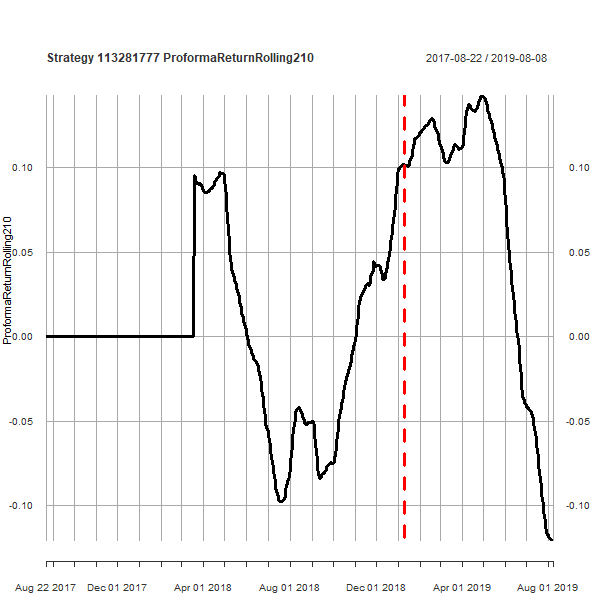 Strategy 113281777 ProformaReturnRolling210
2017-08-22 / 2019-08-08
ProformaReturnRolling210
0.10 0.10
0.05 0.05
0.00 0.00
-0.05 -0.05
-0.10 -0.10
Aug 22 2017 Dec 01 2017 Apr 01 2018 Aug 01 2018 Dec 01 2018 Apr 01 2019 Aug 01 2019